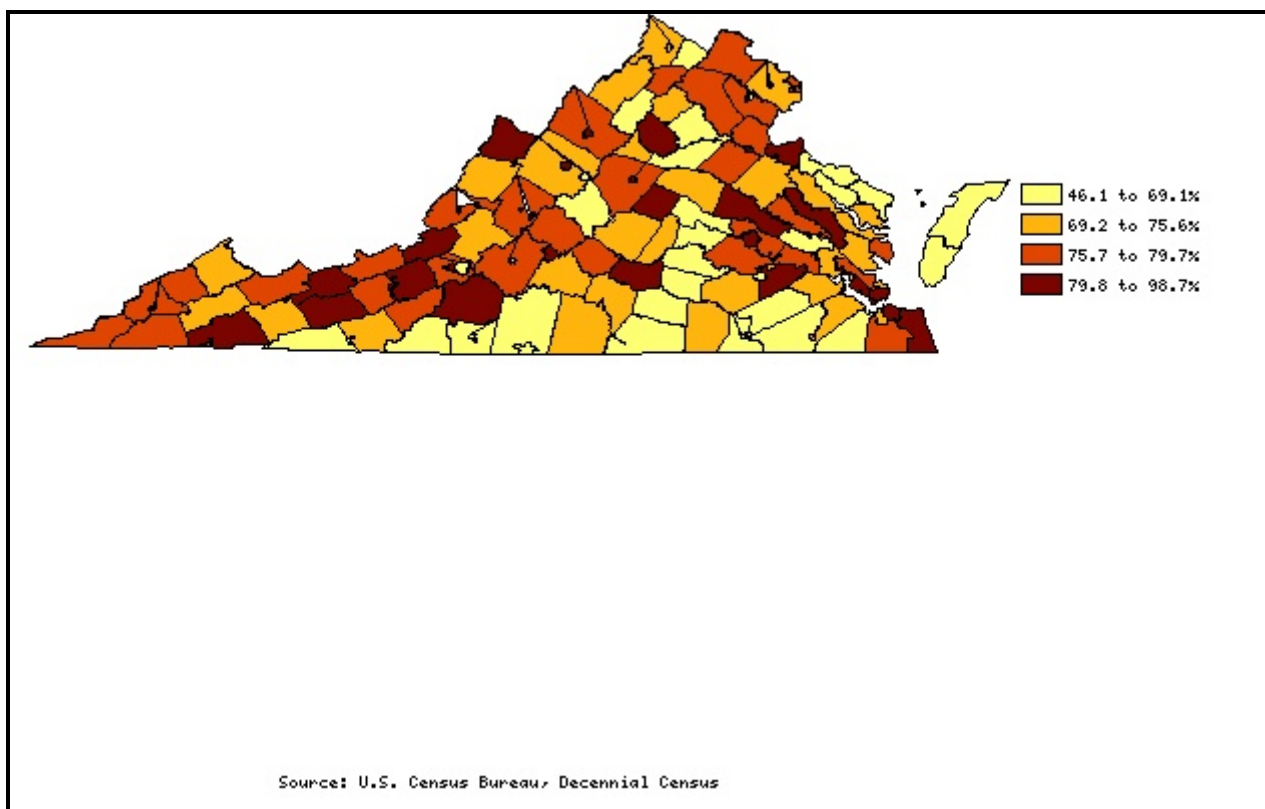 46.1 to 69.1%
69.2 to 75.6%
75.7 to 79.7%
79.8 to 98.7%
Source: U.S. Census Bureau, Decennial Census